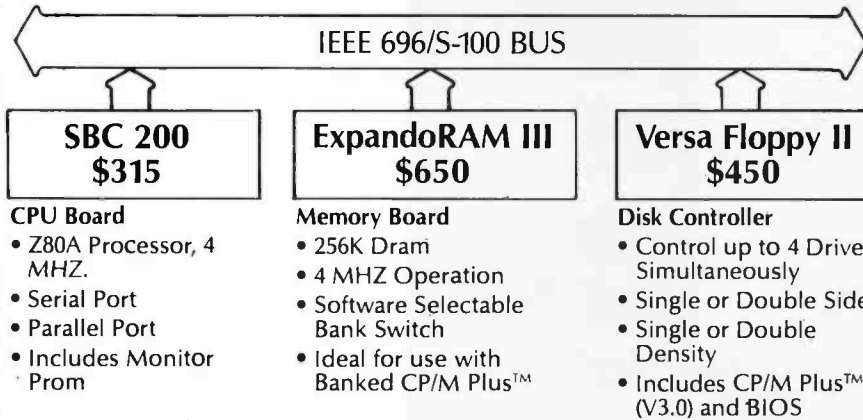 IEEE 696/S-100 BUS
SBC 200
$315
CPU Board
• Z80A Processor, 4
MHZ.
• Serial Port
• Parallel Port
• Includes Monitor
Prom
ExpandoRAM III
$650
Memory Board
• 256K Dram
• 4 MHZ Operation
• Software Selectable
Bank Switch
• Ideal for use with
Banked CP/M Plus™
Versa Floppy II
$450
Disk Controller
• Control up to 4 Drive
Simultaneously
• Single or Double Side
• Single or Double
Density
• Includes CP/M Plus™
(V3.0) and BIOS